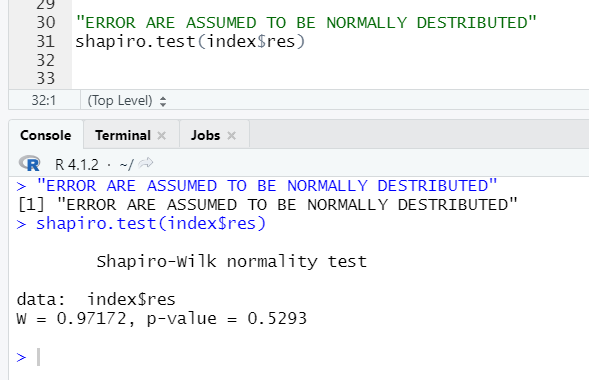 29
30 "ERROR ARE ASSUMED TO BE NORMALLY DESTRIBUTED"
31 shapiro.test(index$res)
32
33
32:1 (Top Level)
Console Terminal Jobs
R R 4.1.2 · ~/
> "ERROR ARE ASSUMED TO BE NORMALLY DESTRIBUTED"
[1] "ERROR ARE ASSUMED TO BE NORMALLY DESTRIBUTED"
> shapiro.test(index$res)
Shapiro-Wilk normality test
data:  index$res
W = 0.97172, p-value = 0.5293
>